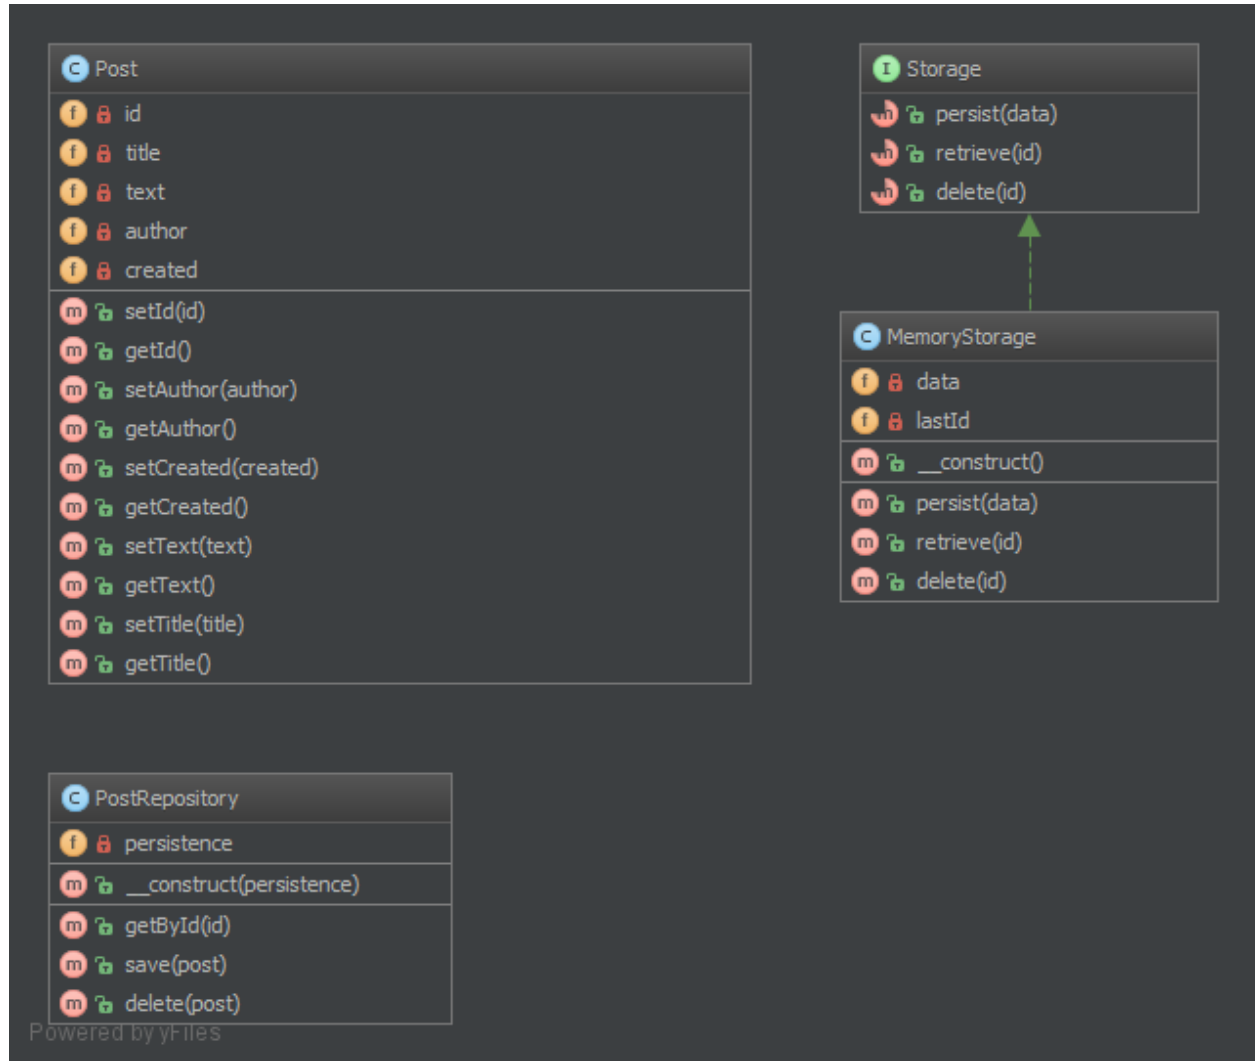 Post
id
title
text
author
created
setId(id)
getId()
setAuthor(author)
getAuthor()
setCreated(created)
getCreated()
setText(text)
getText()
setTitle(title)
getTitle()
Storage
persist(data)
retrieve(id)
delete(id)
MemoryStorage
data
lastId
__construct()
persist(data)
retrieve(id)
delete(id)
PostRepository
persistence
__construct(persistence)
getById(id)
save(post)
delete(post)
Powered by yFiles